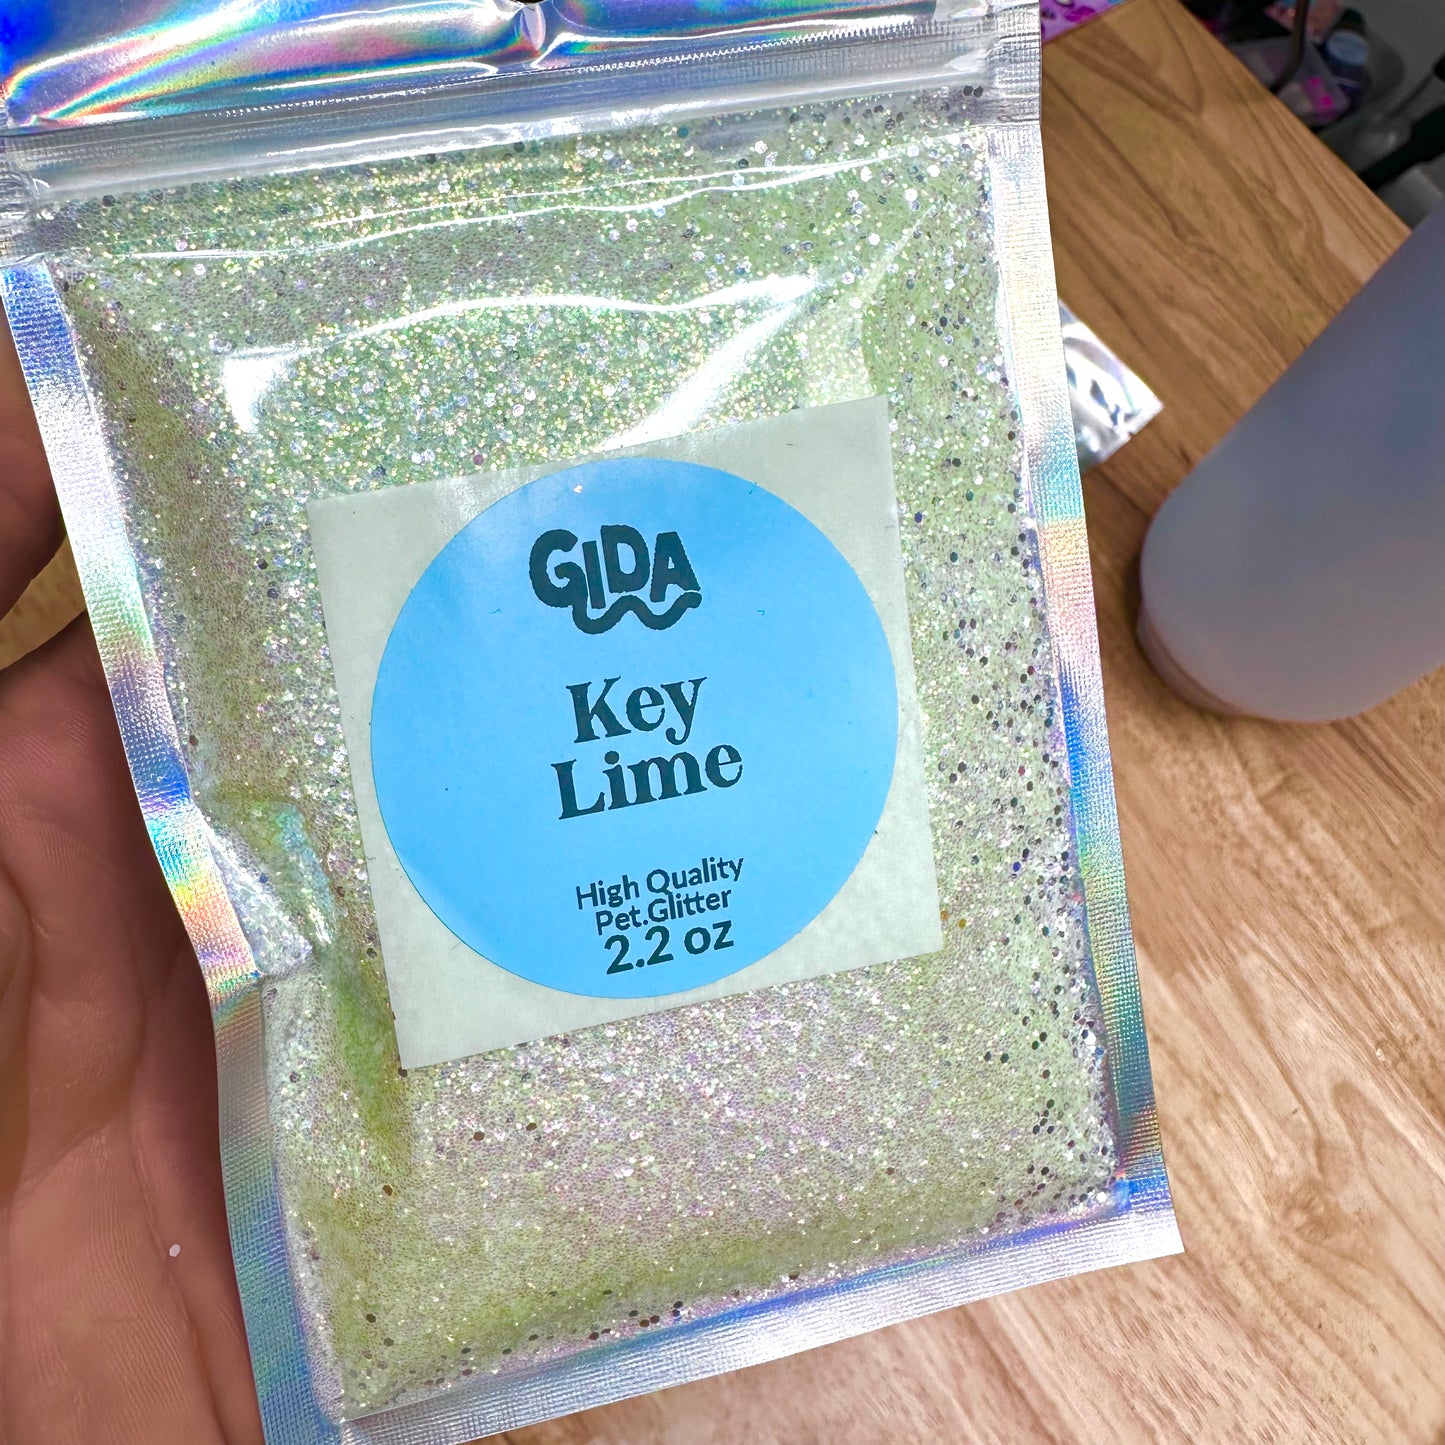 GIDA
Key
Lime
High Quality
Pet.Glitter
2.2 oz